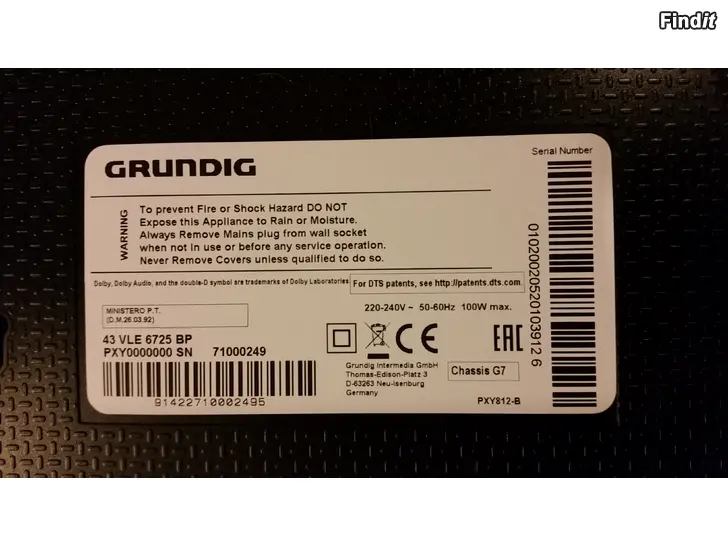 Findit
GRUNDIG
Serial Number
WARNING
To prevent Fire or Shock Hazard DO NOT
Expose this Appliance to Rain or Moisture.
Always Remove Mains plug from wall socket
when not in use or before any service operation.
Never Remove Covers unless qualified to do so.
Dolby, Dolby Audio, and the double-D symbol are trademarks of Dolby Laboratories.
For DTS patents, see http://patents.dts.com.
MINISTERO P.T.
(D.M.26.03.92)
220-240V ~ 50-60Hz 100W max.
43 VLE 6725 BP
PXY0000000 SN 71000249
CE
EAC
Grundig Intermedia GmbH
Thomas-Edison-Platz 3
D-63263 Neu-Isenburg
Germany
Chassis G7
91422710002495
PXY812-B
01020020520103912 6